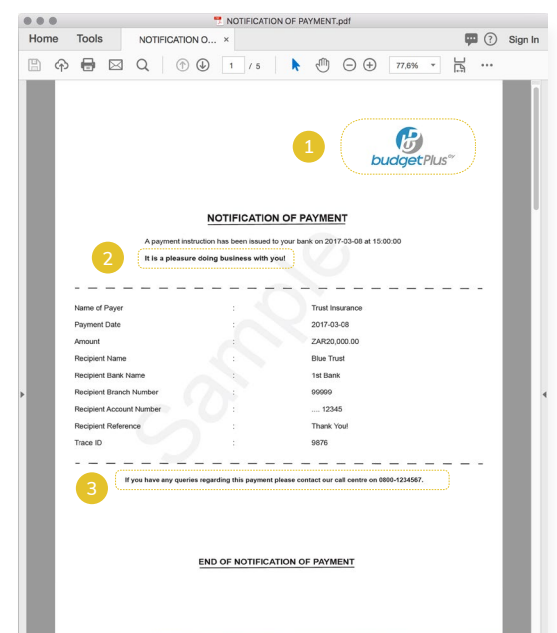 NOTIFICATION OF PAYMENT.pdf
Home Tools NOTIFICATION O... × ? Sign In
1 / 5 77,6%
1
budgetPlus
NOTIFICATION OF PAYMENT
A payment instruction has been issued to your bank on 2017-03-08 at 15:00:00
2
It is a pleasure doing business with you!
Name of Payer : Trust Insurance
Payment Date : 2017-03-08
Amount : ZAR20,000.00
Recipient Name : Blue Trust
Recipient Bank Name : 1st Bank
Recipient Branch Number : 99999
Recipient Account Number : .... 12345
Recipient Reference : Thank You!
Trace ID : 9876
Sample
3
If you have any queries regarding this payment please contact our call centre on 0800-1234567.
END OF NOTIFICATION OF PAYMENT